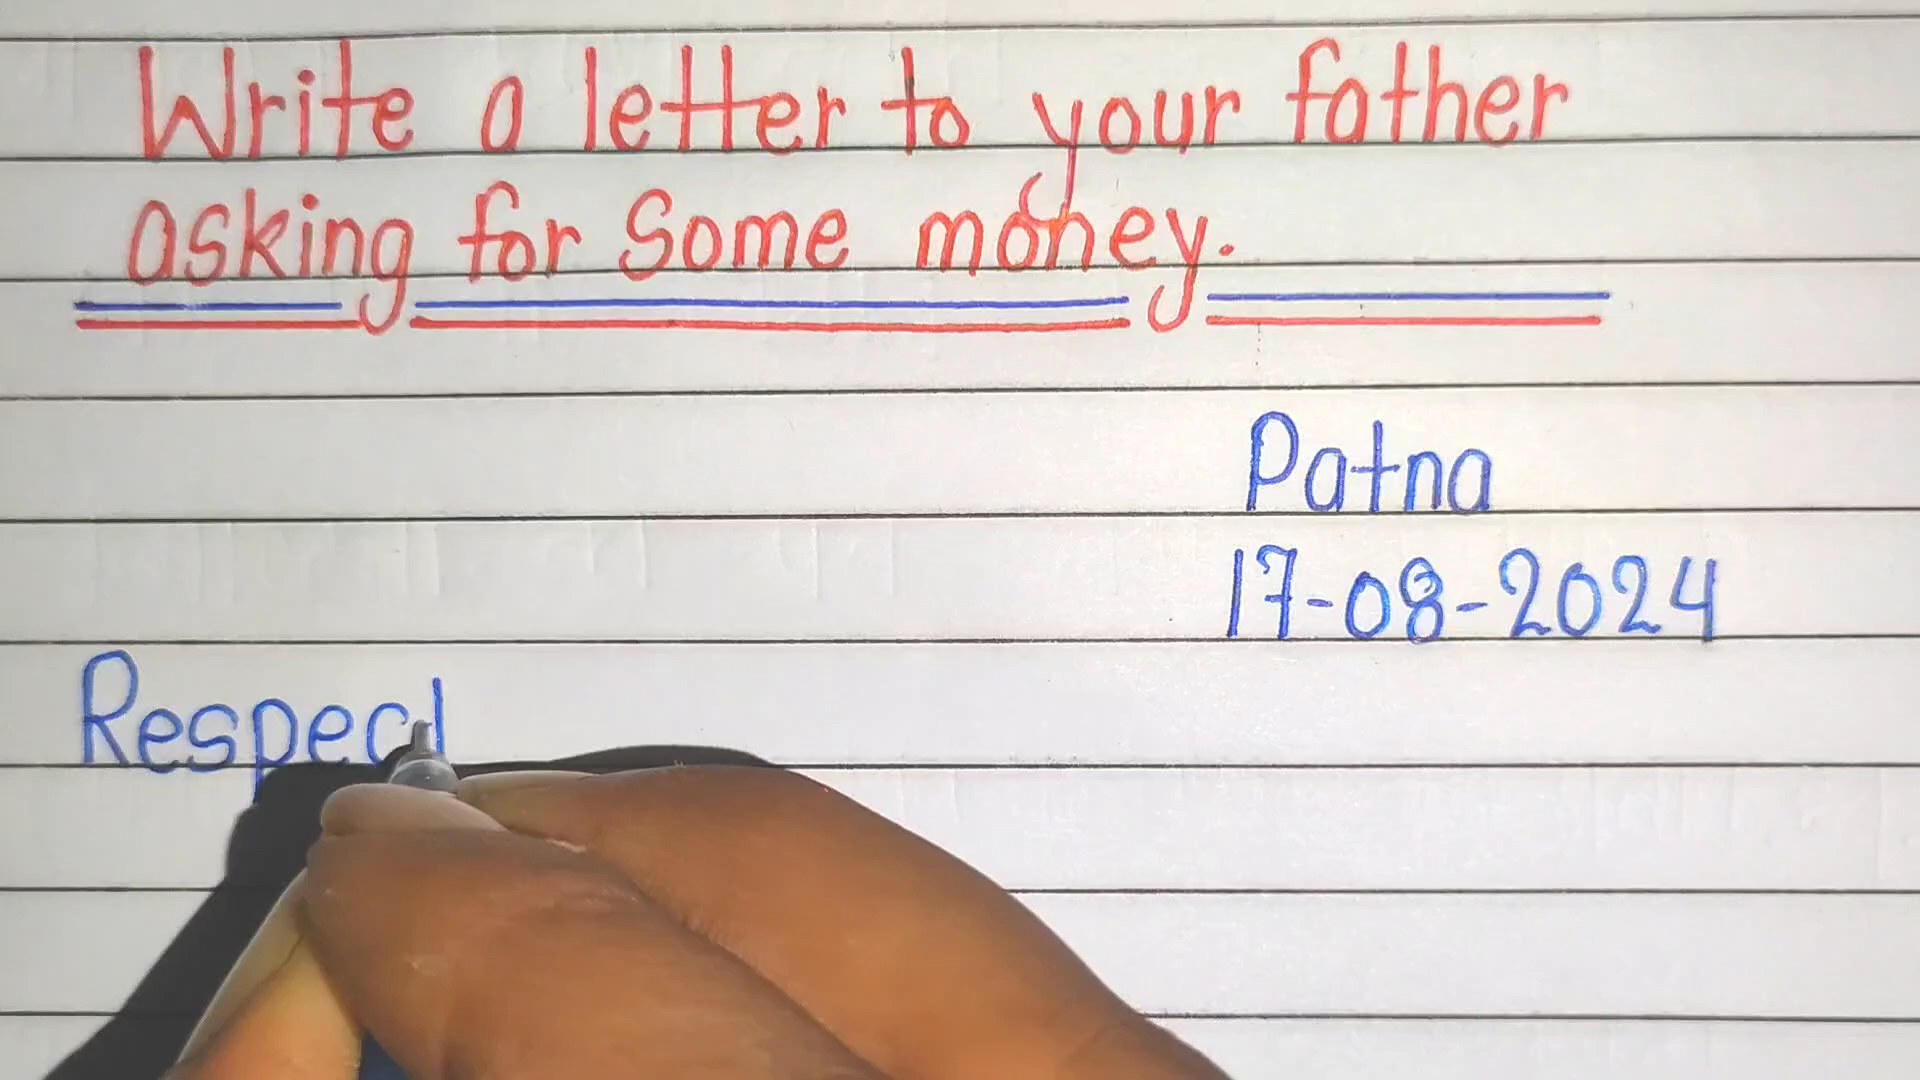 Write a letter to your father
asking for Some money.
Patna
17-08-2024
Respect